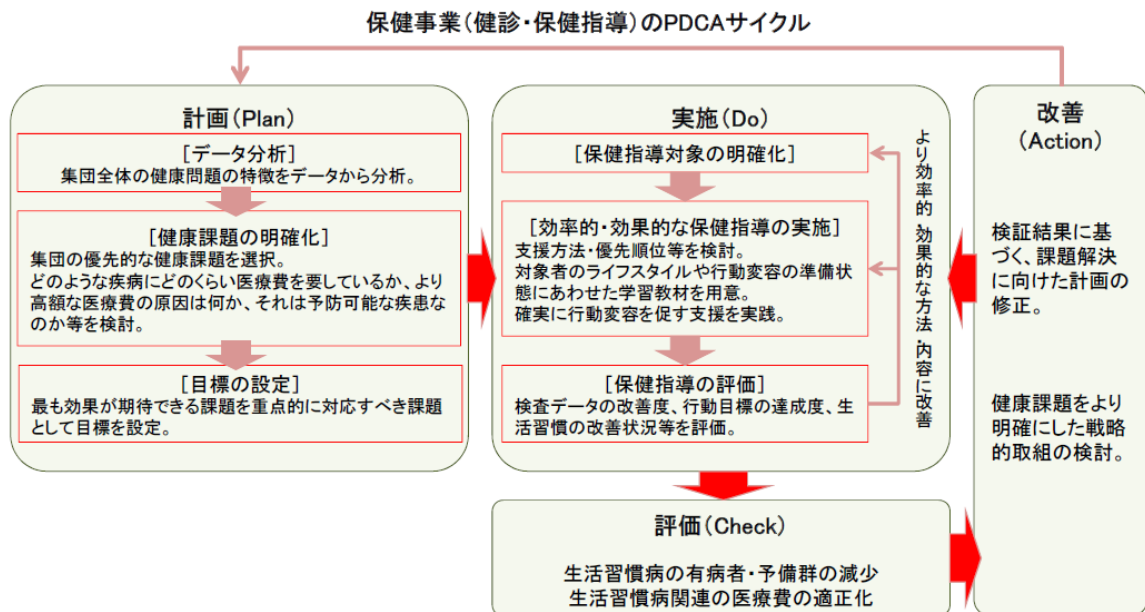 保健事業(健診・保健指導)のPDCAサイクル
計画(Plan)
[データ分析]
集団全体の健康問題の特徴をデータから分析。
[健康課題の明確化]
集団の優先的な健康課題を選択。
どのような疾病にどのくらい医療費を要しているか、より
高額な医療費の原因は何か、それは予防可能な疾患な
のか等を検討。
[目標の設定]
最も効果が期待できる課題を重点的に対応すべき課題
として目標を設定。
実施(Do)
[保健指導対象の明確化]
[効率的・効果的な保健指導の実施]
支援方法・優先順位等を検討。
対象者のライフスタイルや行動変容の準備状
態にあわせた学習教材を用意。
確実に行動変容を促す支援を実践。
[保健指導の評価]
検査データの改善度、行動目標の達成度、生
活習慣の改善状況等を評価。
より効率的・効果的な方法・内容に改善
評価(Check)
生活習慣病の有病者・予備群の減少
生活習慣病関連の医療費の適正化
改善
(Action)
検証結果に基
づく、課題解決
に向けた計画の
修正。
健康課題をより
明確にした戦略
的取組の検討。